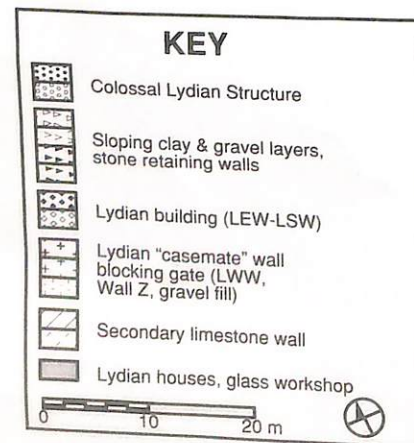 KEY
Colossal Lydian Structure
Sloping clay & gravel layers,
stone retaining walls
Lydian building (LEW-LSW)
Lydian "casemate" wall
blocking gate (LWW,
Wall Z, gravel fill)
Secondary limestone wall
Lydian houses, glass workshop
0 10 20 m